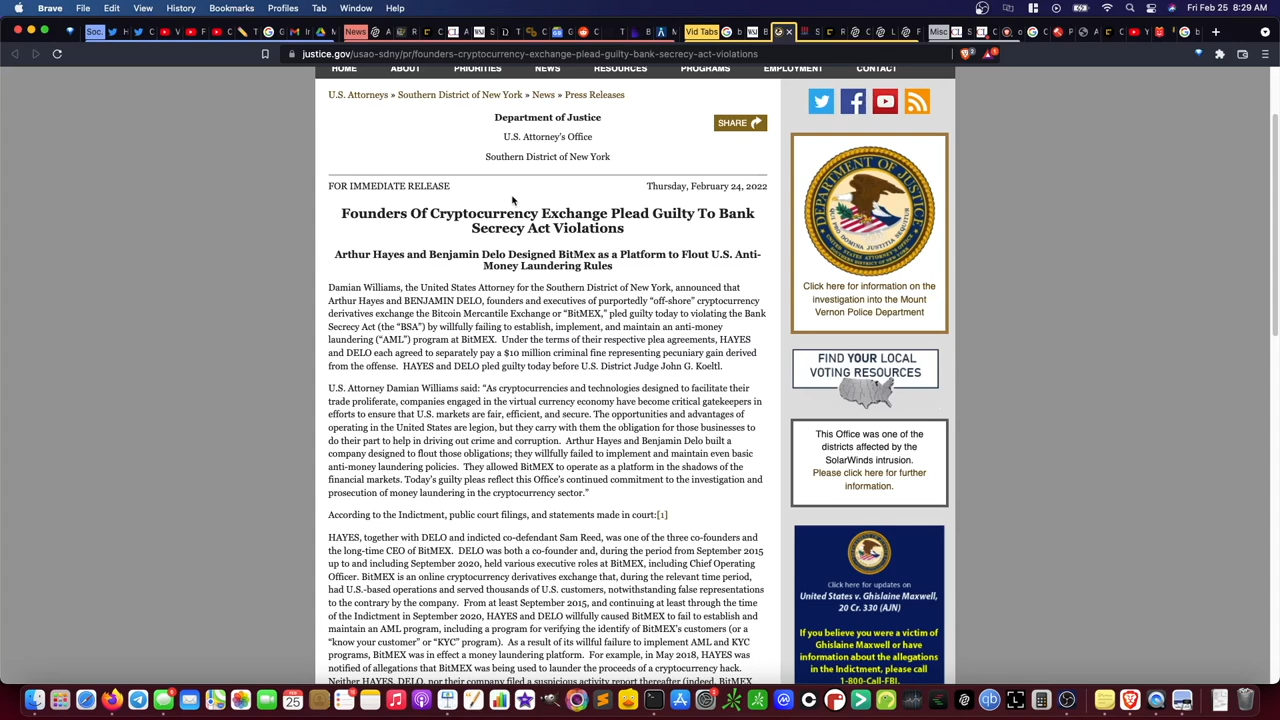 Brave File Edit View History Bookmarks Profiles Tab Window Help
Soc. News Vid Tabs Misc
justice.gov/usao-sdny/pr/founders-cryptocurrency-exchange-plead-guilty-bank-secrecy-act-violations
HOME ABOUT PRIORITIES NEWS RESOURCES PROGRAMS EMPLOYMENT CONTACT
U.S. Attorneys » Southern District of New York » News » Press Releases
Department of Justice
SHARE
U.S. Attorney's Office
Southern District of New York
FOR IMMEDIATE RELEASE Thursday, February 24, 2022
Founders Of Cryptocurrency Exchange Plead Guilty To Bank
Secrecy Act Violations
Arthur Hayes and Benjamin Delo Designed BitMex as a Platform to Flout U.S. Anti-
Money Laundering Rules
Damian Williams, the United States Attorney for the Southern District of New York, announced that
Arthur Hayes and BENJAMIN DELO, founders and executives of purportedly “off-shore” cryptocurrency
derivatives exchange the Bitcoin Mercantile Exchange or “BitMEX,” pled guilty today to violating the Bank
Secrecy Act (the “BSA”) by willfully failing to establish, implement, and maintain an anti-money
laundering (“AML”) program at BitMEX. Under the terms of their respective plea agreements, HAYES
and DELO each agreed to separately pay a $10 million criminal fine representing pecuniary gain derived
from the offense. HAYES and DELO pled guilty today before U.S. District Judge John G. Koeltl.
U.S. Attorney Damian Williams said: “As cryptocurrencies and technologies designed to facilitate their
trade proliferate, companies engaged in the virtual currency economy have become critical gatekeepers in
efforts to ensure that U.S. markets are fair, efficient, and secure. The opportunities and advantages of
operating in the United States are legion, but they carry with them the obligation for those businesses to
do their part to help in driving out crime and corruption. Arthur Hayes and Benjamin Delo built a
company designed to flout those obligations; they willfully failed to implement and maintain even basic
anti-money laundering policies. They allowed BitMEX to operate as a platform in the shadows of the
financial markets. Today's guilty pleas reflect this Office's continued commitment to the investigation and
prosecution of money laundering in the cryptocurrency sector.”
According to the Indictment, public court filings, and statements made in court:[1]
HAYES, together with DELO and indicted co-defendant Sam Reed, was one of the three co-founders and
the long-time CEO of BitMEX. DELO was both a co-founder and, during the period from September 2015
up to and including September 2020, held various executive roles at BitMEX, including Chief Operating
Officer. BitMEX is an online cryptocurrency derivatives exchange that, during the relevant time period,
had U.S.-based operations and served thousands of U.S. customers, notwithstanding false representations
to the contrary by the company. From at least September 2015, and continuing at least through the time
of the Indictment in September 2020, HAYES and DELO willfully caused BitMEX to fail to establish and
maintain an AML program, including a program for verifying the identify of BitMEX's customers (or a
“know your customer” or “KYC” program). As a result of its willful failure to implement AML and KYC
programs, BitMEX was in effect a money laundering platform. For example, in May 2018, HAYES was
notified of allegations that BitMEX was being used to launder the proceeds of a cryptocurrency hack.
Neither HAYES, DELO, nor their company filed a suspicious activity report thereafter (indeed, BitMEX
DEPARTMENT OF JUSTICE
QUI PRO DOMINA JUSTITIA SEQUITUR
Click here for information on the
investigation into the Mount
Vernon Police Department
FIND YOUR LOCAL
VOTING RESOURCES
This Office was one of the
districts affected by the
SolarWinds intrusion.
Please click here for further
information.
Click here for updates on
United States v. Ghislaine Maxwell,
20 Cr. 330 (AJN)
If you believe you were a victim of
Ghislaine Maxwell or have
information about the allegations
in the Indictment, please call
1-800-Call-FBI.
25